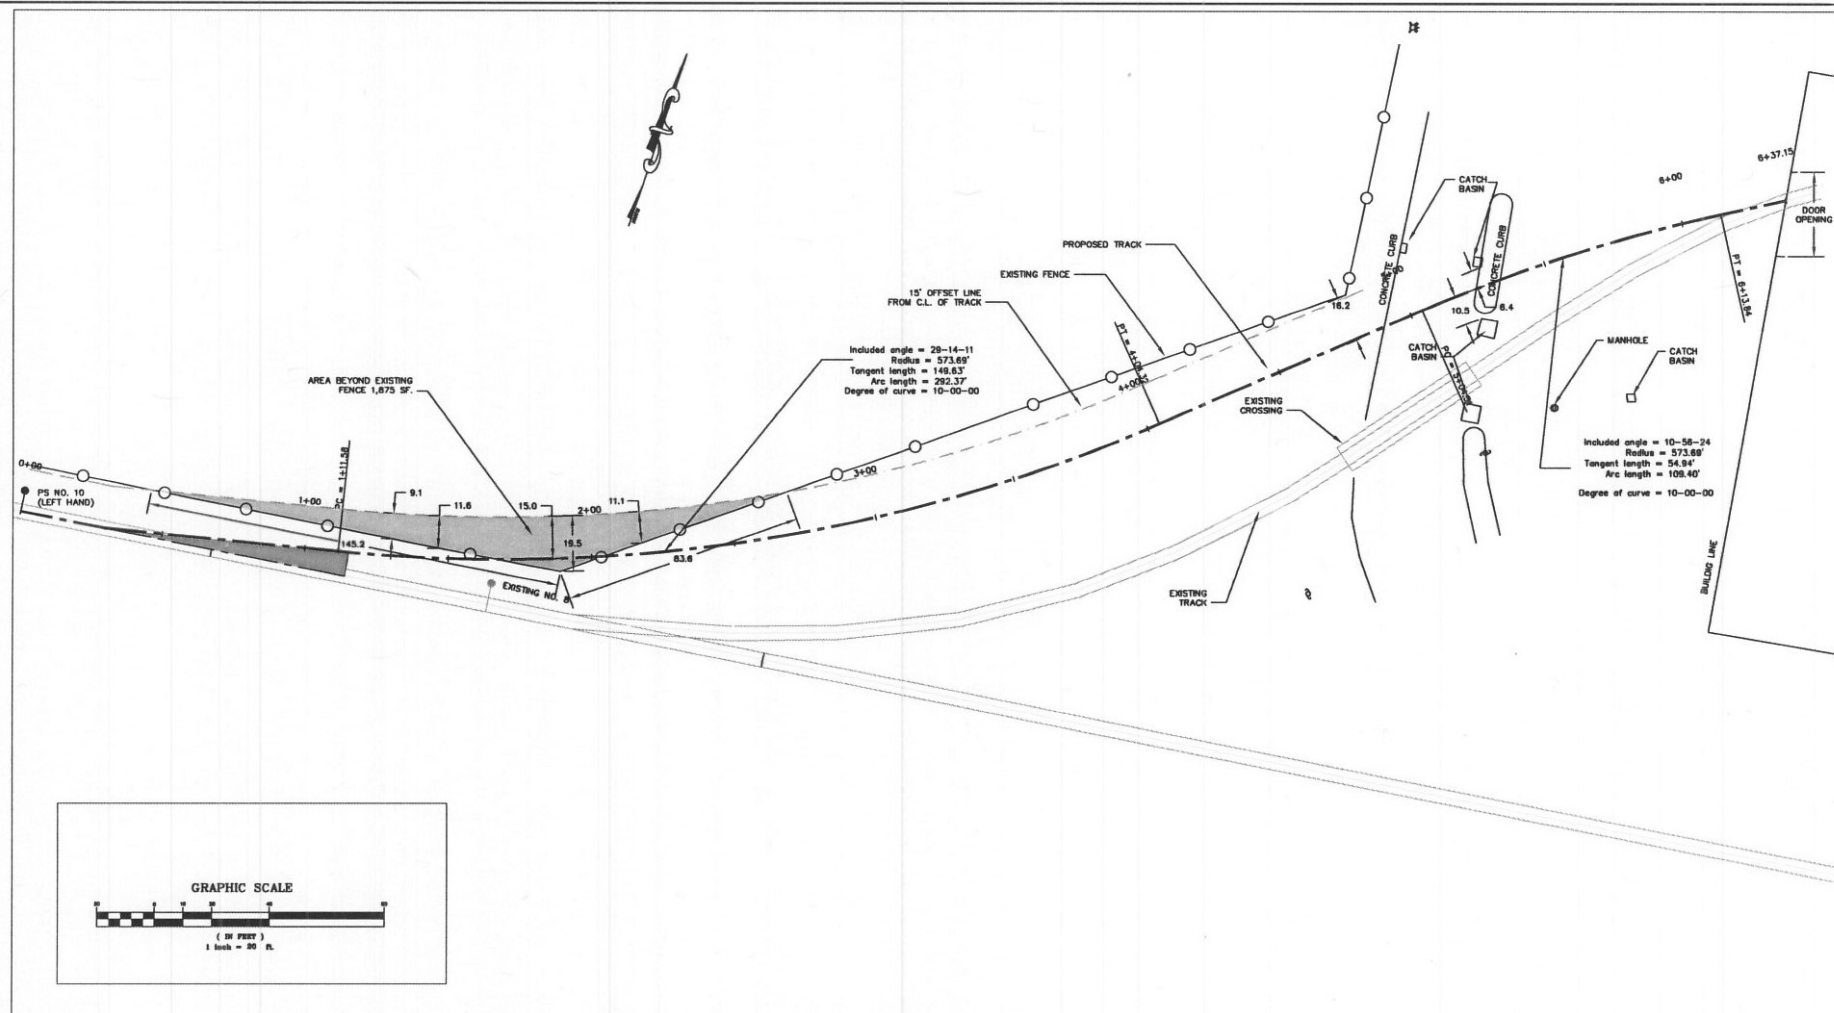 6+37.15
6+00
CATCH
BASIN
DOOR
OPENING
PROPOSED TRACK
CONCRETE CURB
CONCRETE CURB
EXISTING FENCE
15' OFFSET LINE
FROM C.L. OF TRACK
16.2
10.5
6.4
PT = 6+13.84
Included angle = 29-14-11
Radius = 573.69'
Tangent length = 149.63'
Arc length = 292.37'
Degree of curve = 10-00-00
CATCH
BASIN
MANHOLE
CATCH
BASIN
AREA BEYOND EXISTING
FENCE 1,875 SF.
4+00
EXISTING
CROSSING
Included angle = 10-56-24
Radius = 573.69'
Tangent length = 54.94'
Arc length = 109.40'
Degree of curve = 10-00-00
0+00
3+00
PS NO. 10
(LEFT HAND)
1+00
9.1
11.6
15.0
2+00
11.1
145.2
19.5
83.6
EXISTING NO. 8
EXISTING
TRACK
BUILDIG LINE
GRAPHIC SCALE
( IN FEET )
1 inch = 20 ft.